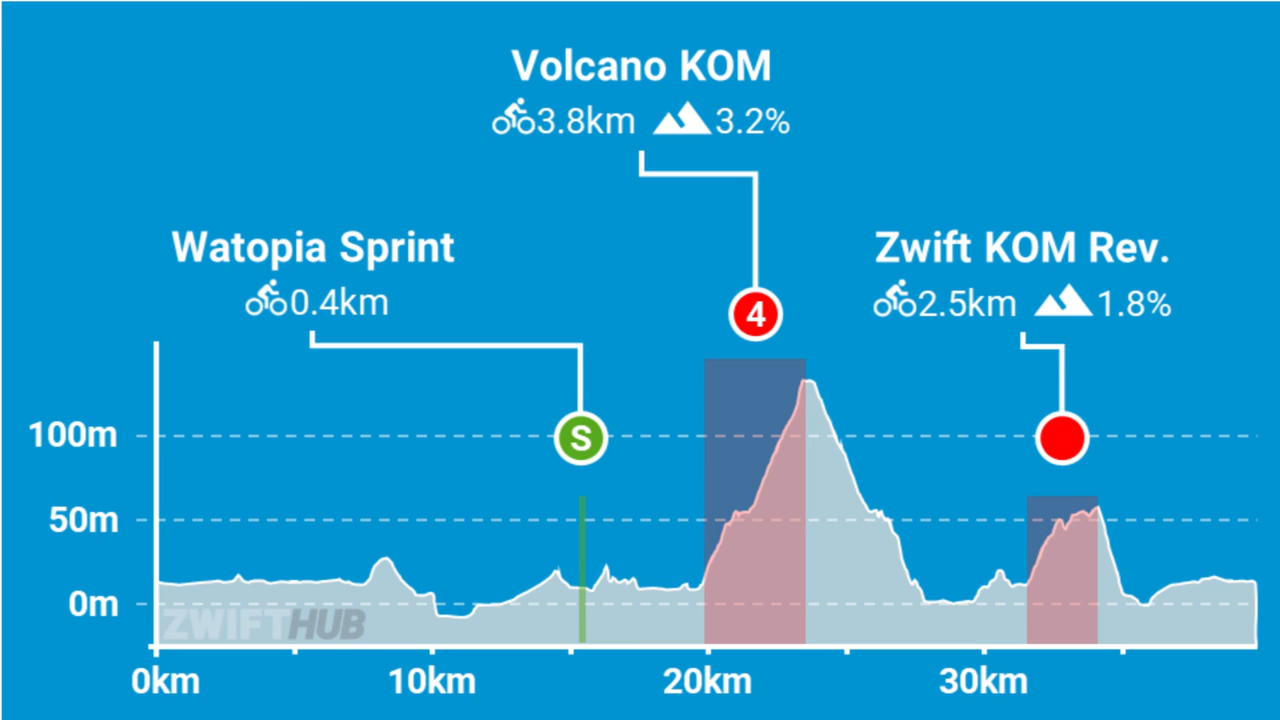 Volcano KOM
3.8km 3.2%
Watopia Sprint
0.4km
Zwift KOM Rev.
2.5km 1.8%
4
S
100m
50m
0m
ZWIFTHUB
0km 10km 20km 30km